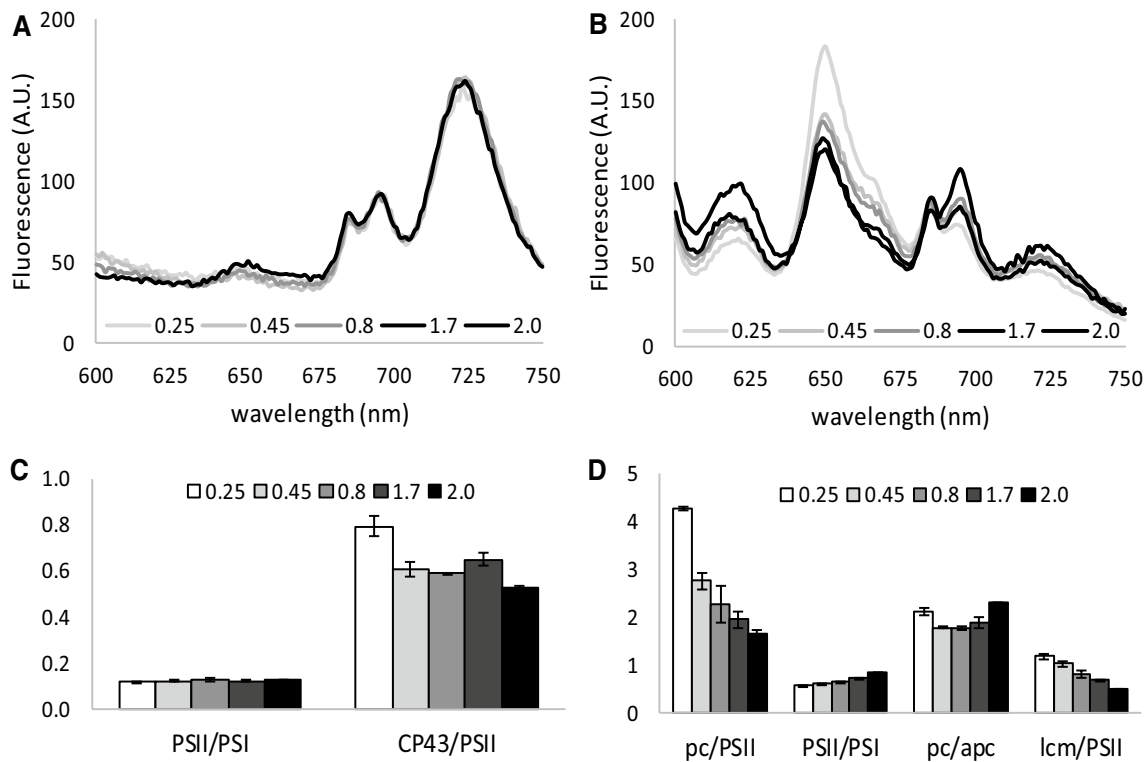 A
Fluorescence (A.U.)
200
150
100
50
0
0.25 0.45 0.8 1.7 2.0
600 625 650 675 700 725 750
wavelength (nm)
B
Fluorescence (A.U.)
200
150
100
50
0
0.25 0.45 0.8 1.7 2.0
600 625 650 675 700 725 750
wavelength (nm)
C
1.0
0.8
0.6
0.4
0.2
0.0
0.25 0.45 0.8 1.7 2.0
PSII/PSI CP43/PSII
D
5
4
3
2
1
0
0.25 0.45 0.8 1.7 2.0
pc/PSII PSII/PSI pc/apc lcm/PSII